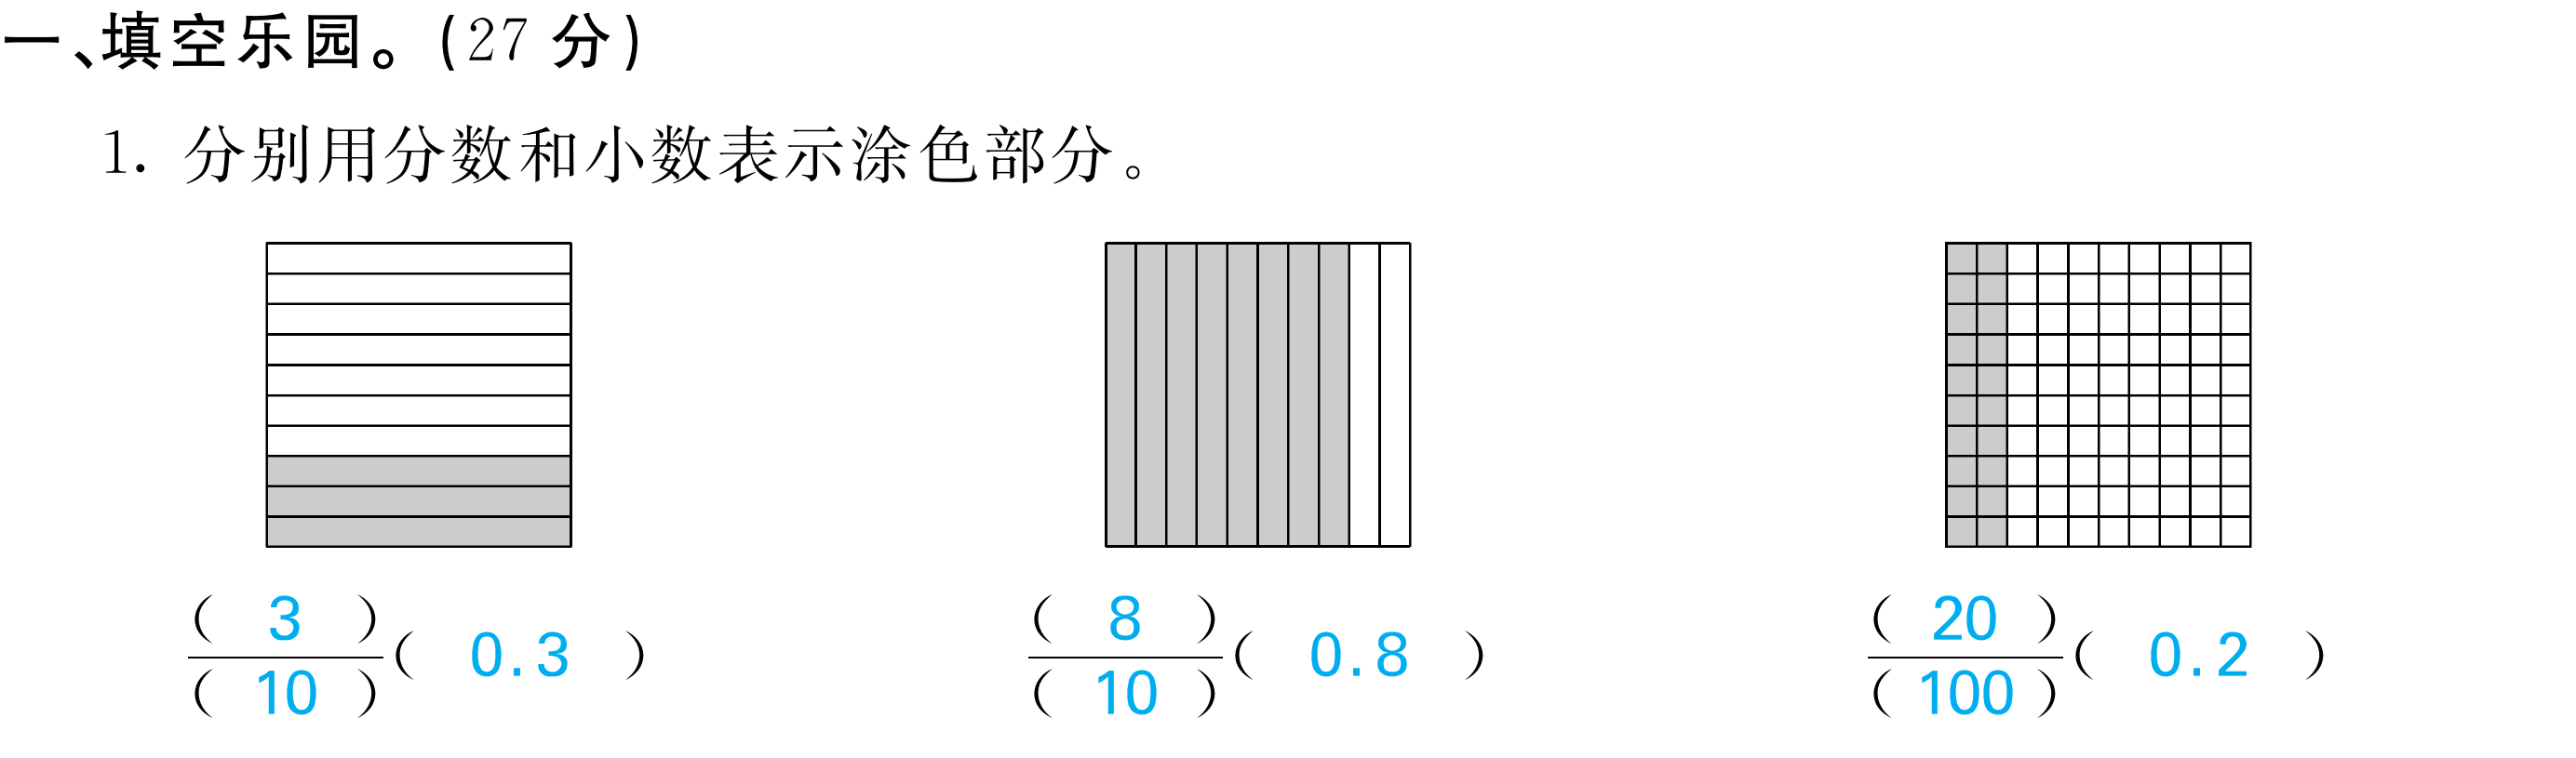 一、填空乐园。(27 分)
1. 分别用分数和小数表示涂色部分。
( 3 ) ( 8 ) ( 20 )
( 0.3 ) ( 0.8 ) ( 0.2 )
( 10 ) ( 10 ) ( 100 )